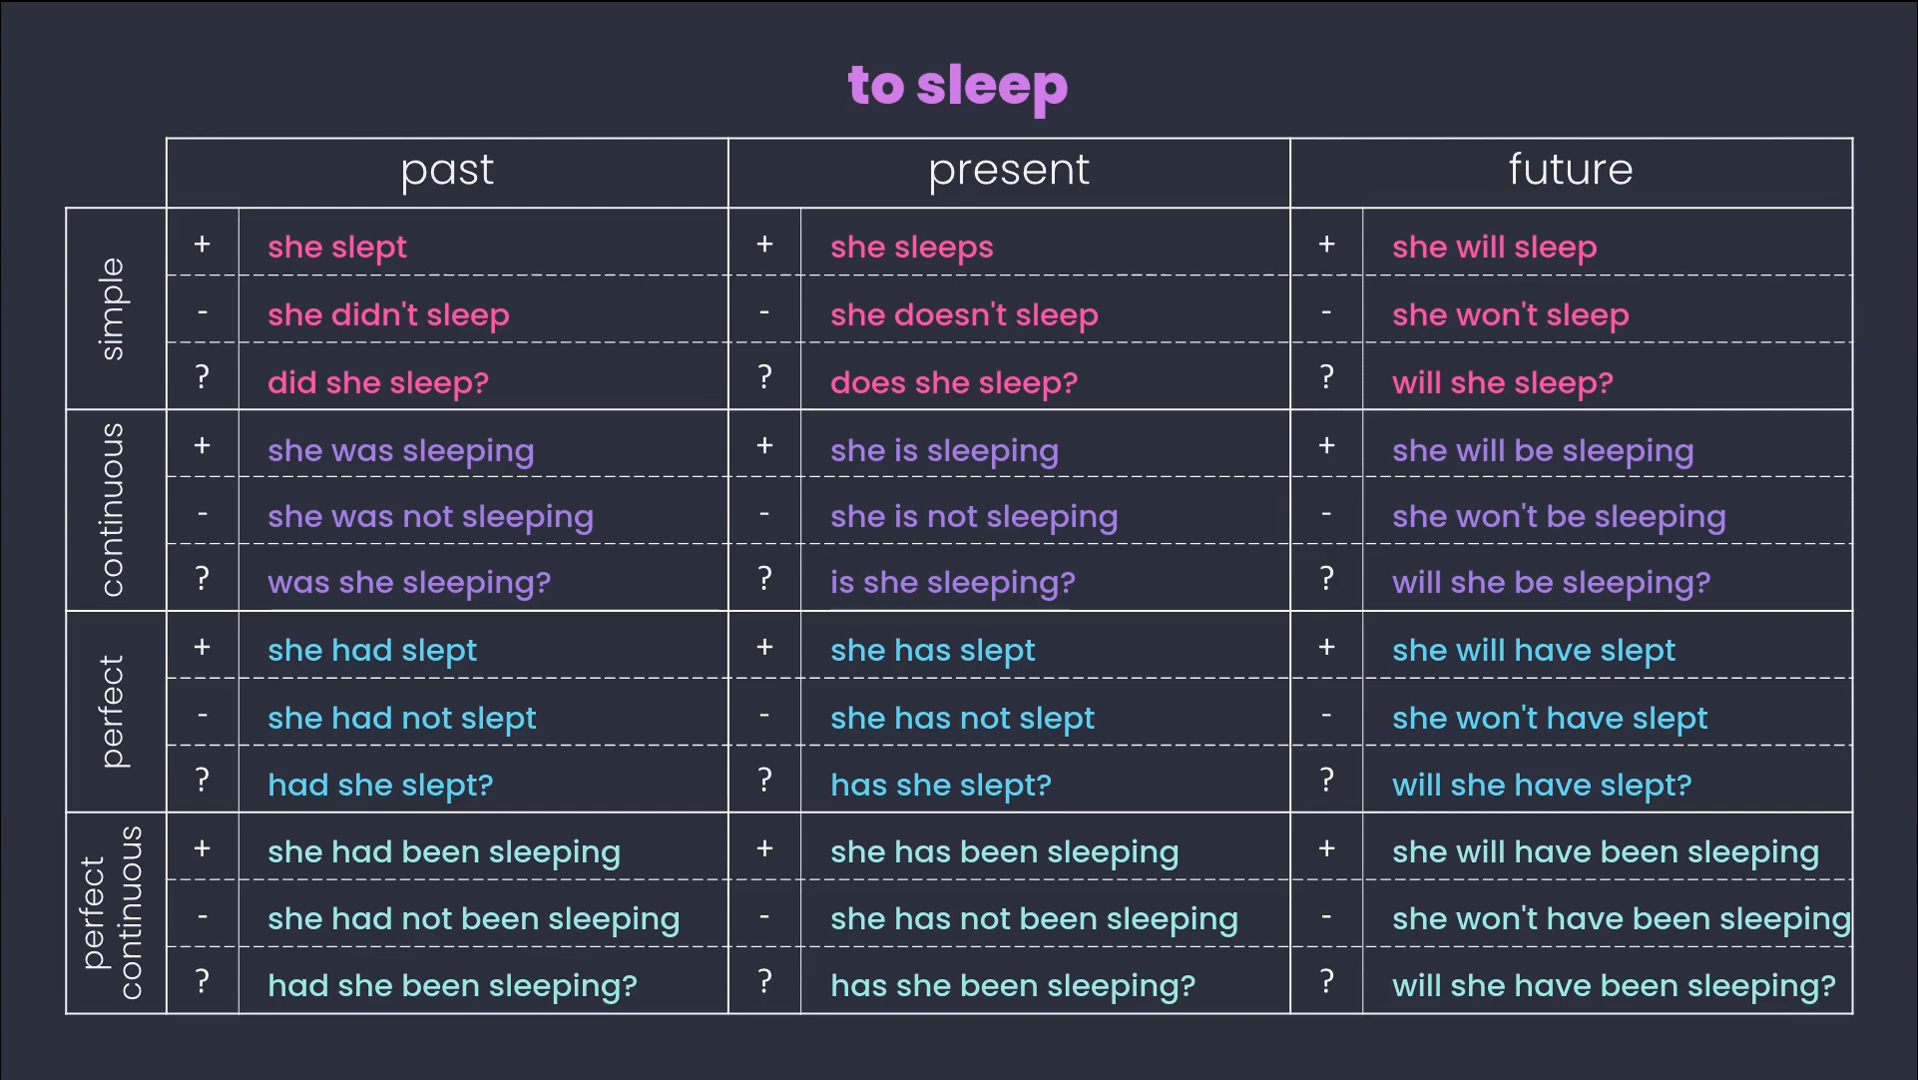 to sleep
past present future
simple
+ she slept + she sleeps + she will sleep
- she didn't sleep - she doesn't sleep - she won't sleep
? did she sleep? ? does she sleep? ? will she sleep?
continuous
+ she was sleeping + she is sleeping + she will be sleeping
- she was not sleeping - she is not sleeping - she won't be sleeping
? was she sleeping? ? is she sleeping? ? will she be sleeping?
perfect
+ she had slept + she has slept + she will have slept
- she had not slept - she has not slept - she won't have slept
? had she slept? ? has she slept? ? will she have slept?
perfect
continuous
+ she had been sleeping + she has been sleeping + she will have been sleeping
- she had not been sleeping - she has not been sleeping - she won't have been sleeping
? had she been sleeping? ? has she been sleeping? ? will she have been sleeping?